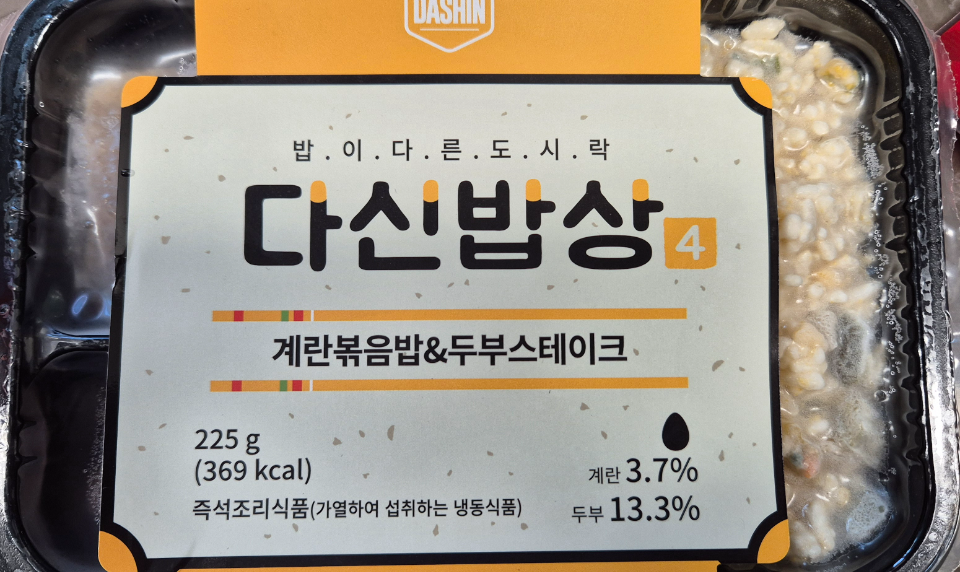 DASHIN
밥.이.다.른.도.시.락
다신밥상 4
계란볶음밥&두부스테이크
225 g
(369 kcal)
즉석조리식품(가열하여 섭취하는 냉동식품)
계란 3.7%
두부 13.3%